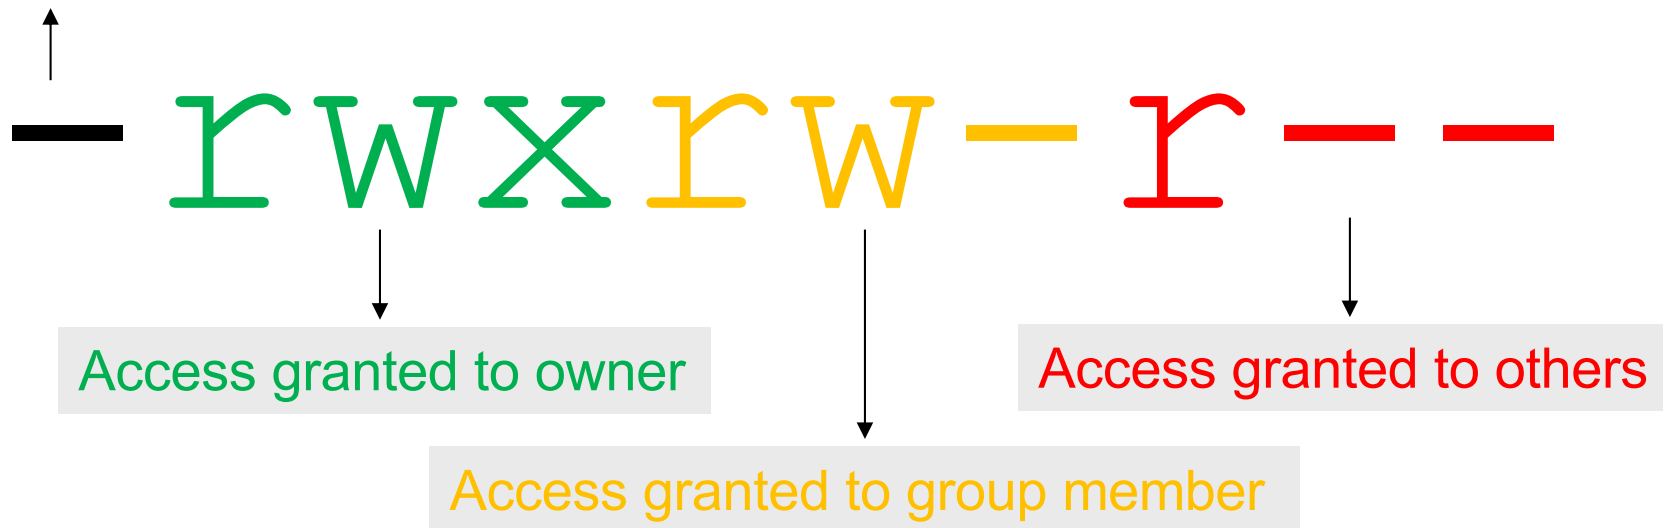 -rwxrw-r--
Access granted to owner
Access granted to others
Access granted to group member